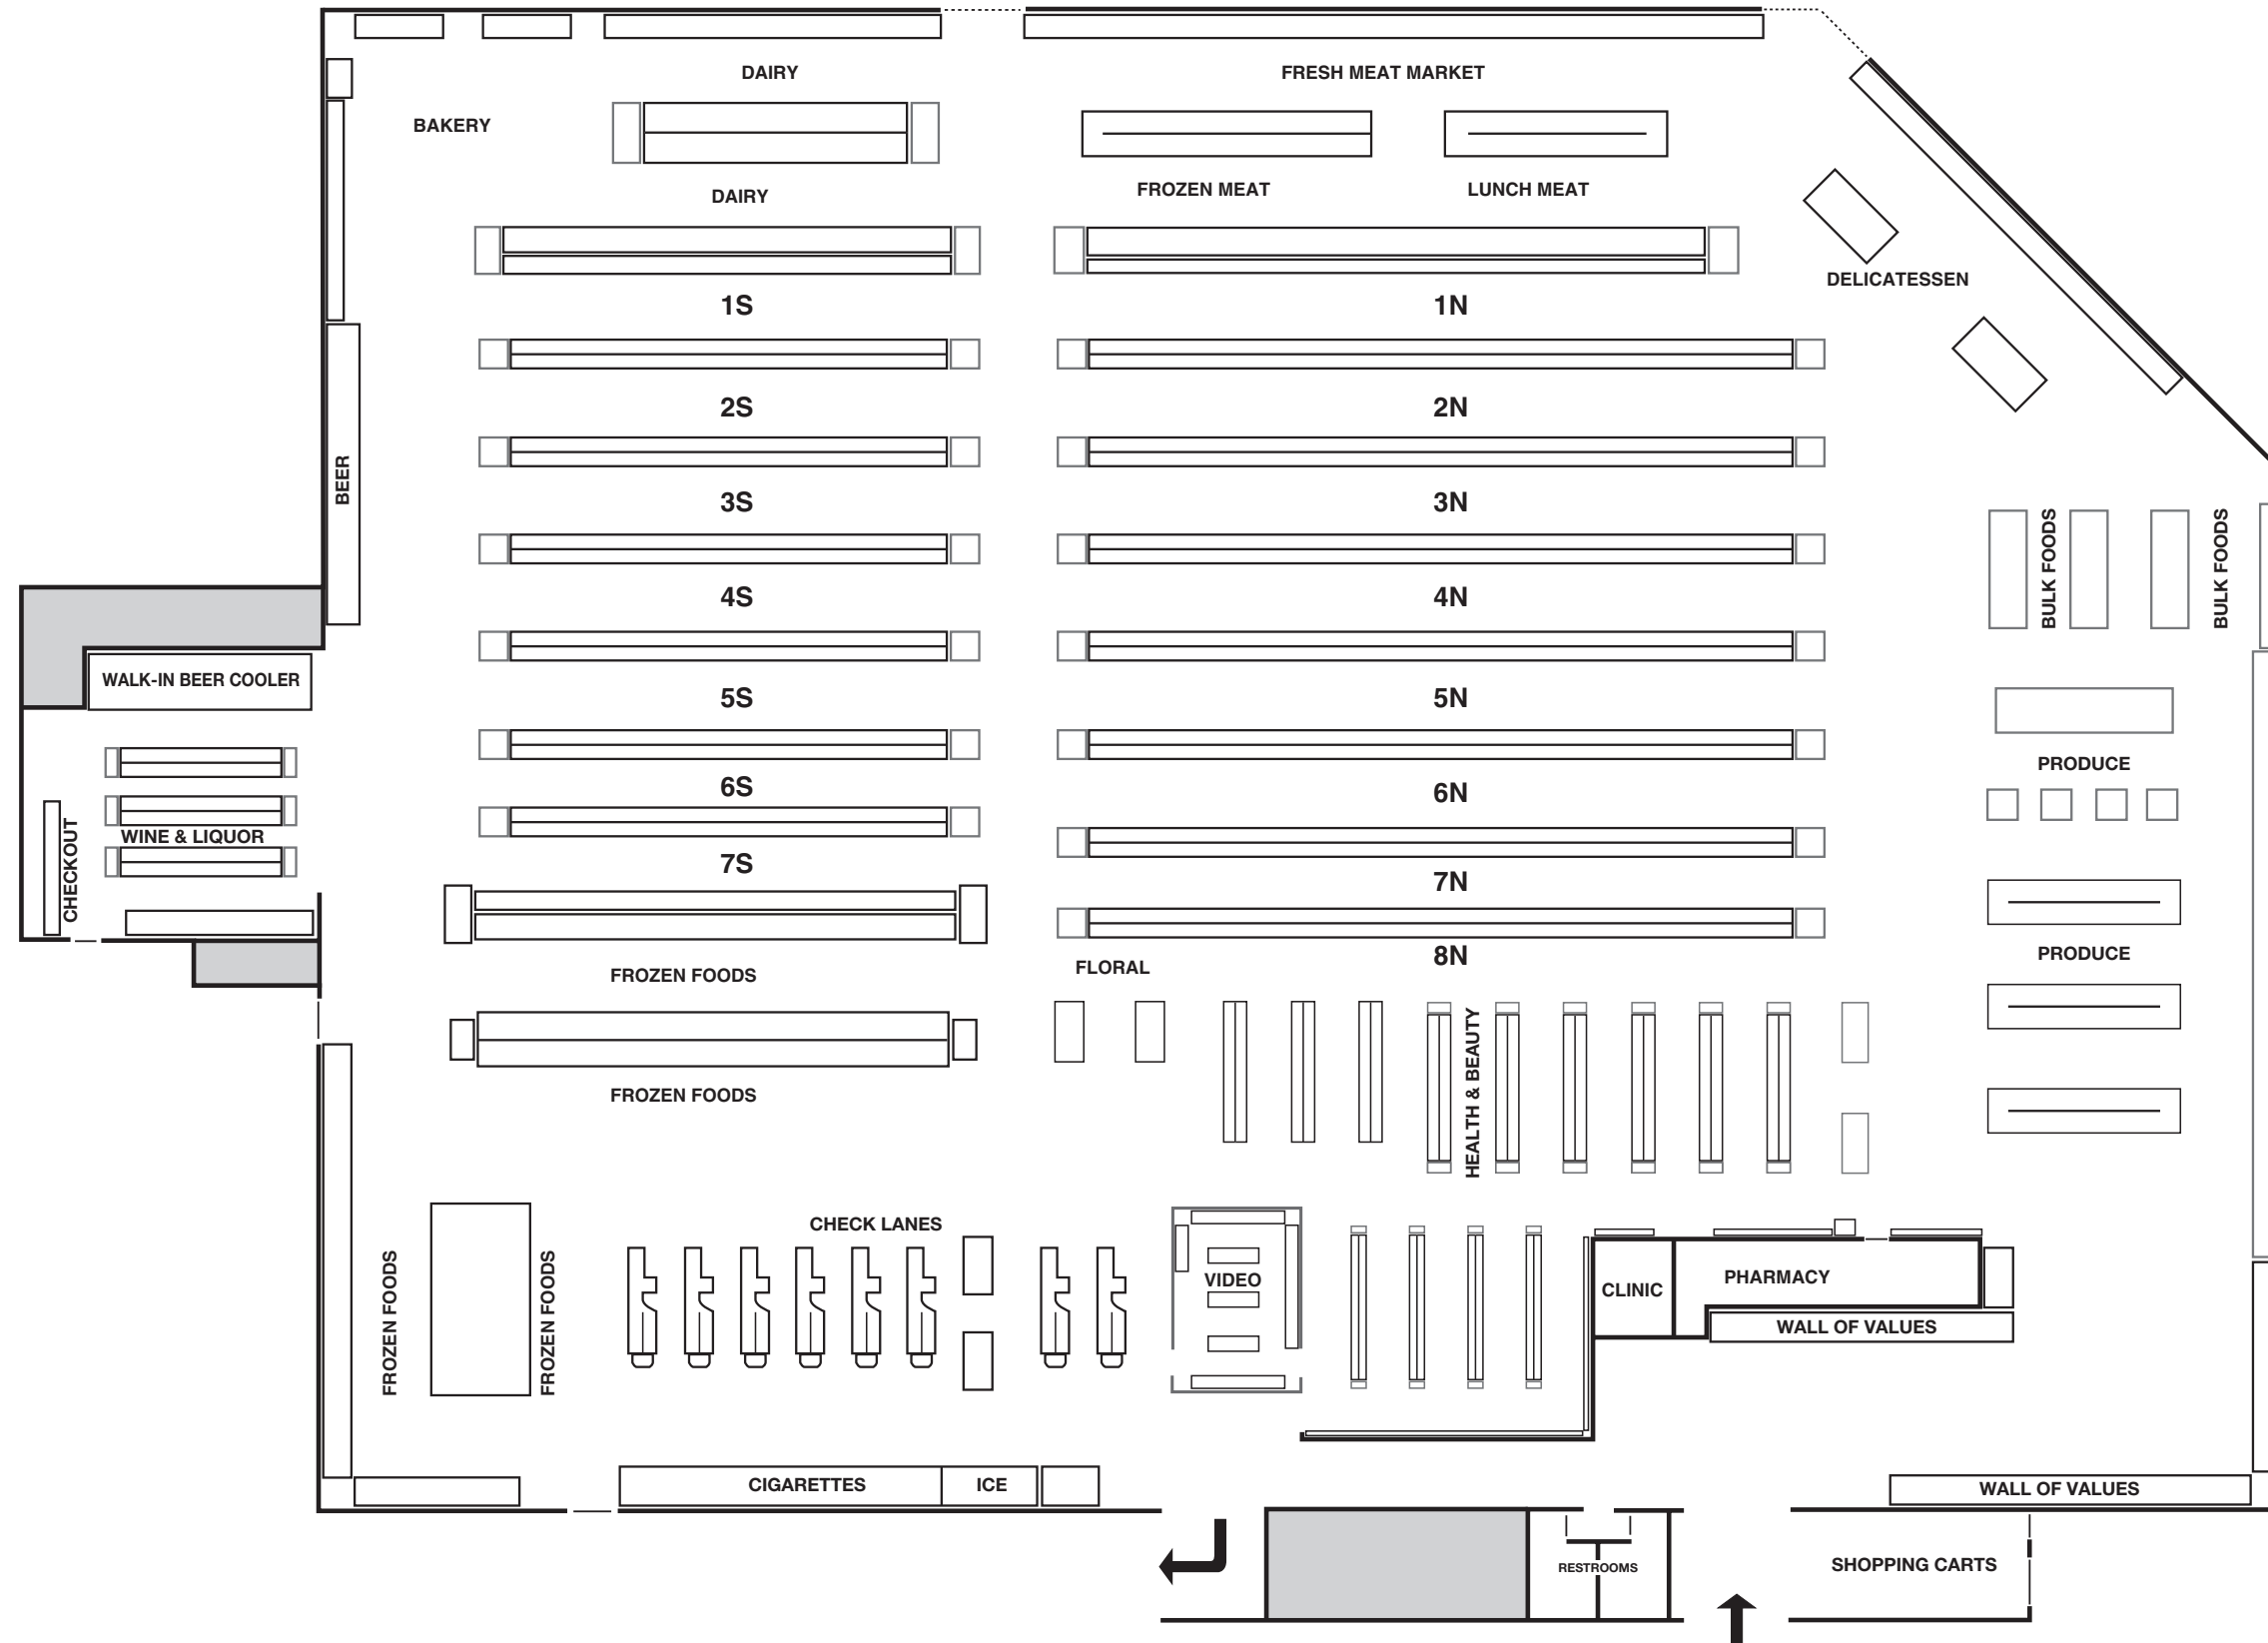 DAIRY
FRESH MEAT MARKET
BAKERY
DAIRY
FROZEN MEAT
LUNCH MEAT
DELICATESSEN
1S
1N
2S
2N
BEER
3S
3N
BULK FOODS
BULK FOODS
4S
4N
WALK-IN BEER COOLER
5S
5N
PRODUCE
6S
6N
WINE & LIQUOR
CHECKOUT
7S
7N
PRODUCE
8N
FLORAL
FROZEN FOODS
HEALTH & BEAUTY
FROZEN FOODS
CHECK LANES
FROZEN FOODS
FROZEN FOODS
VIDEO
CLINIC
PHARMACY
WALL OF VALUES
CIGARETTES
ICE
WALL OF VALUES
RESTROOMS
SHOPPING CARTS